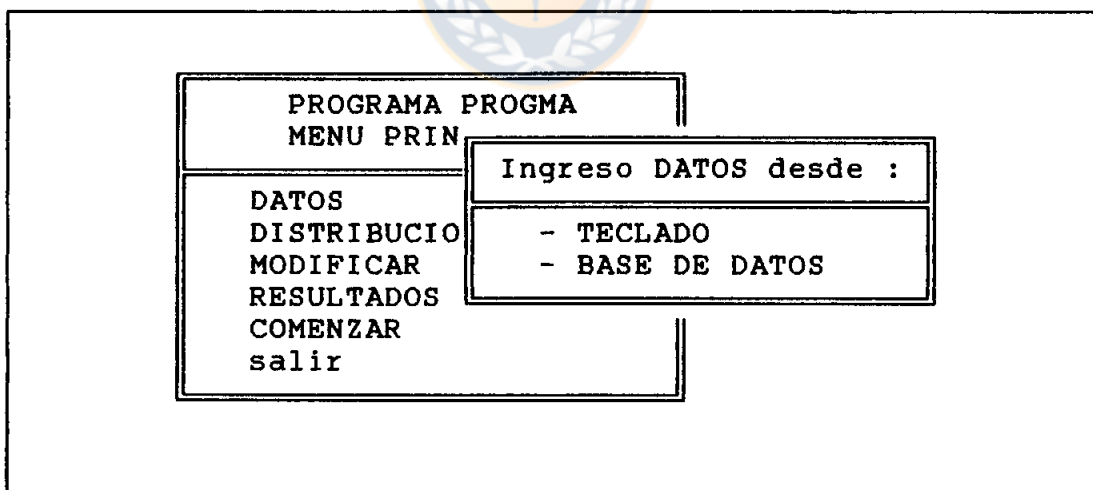 PROGRAMA PROGMA
MENU PRIN
Ingreso DATOS desde :
DATOS
DISTRIBUCIO
MODIFICAR
RESULTADOS
COMENZAR
salir
- TECLADO
- BASE DE DATOS